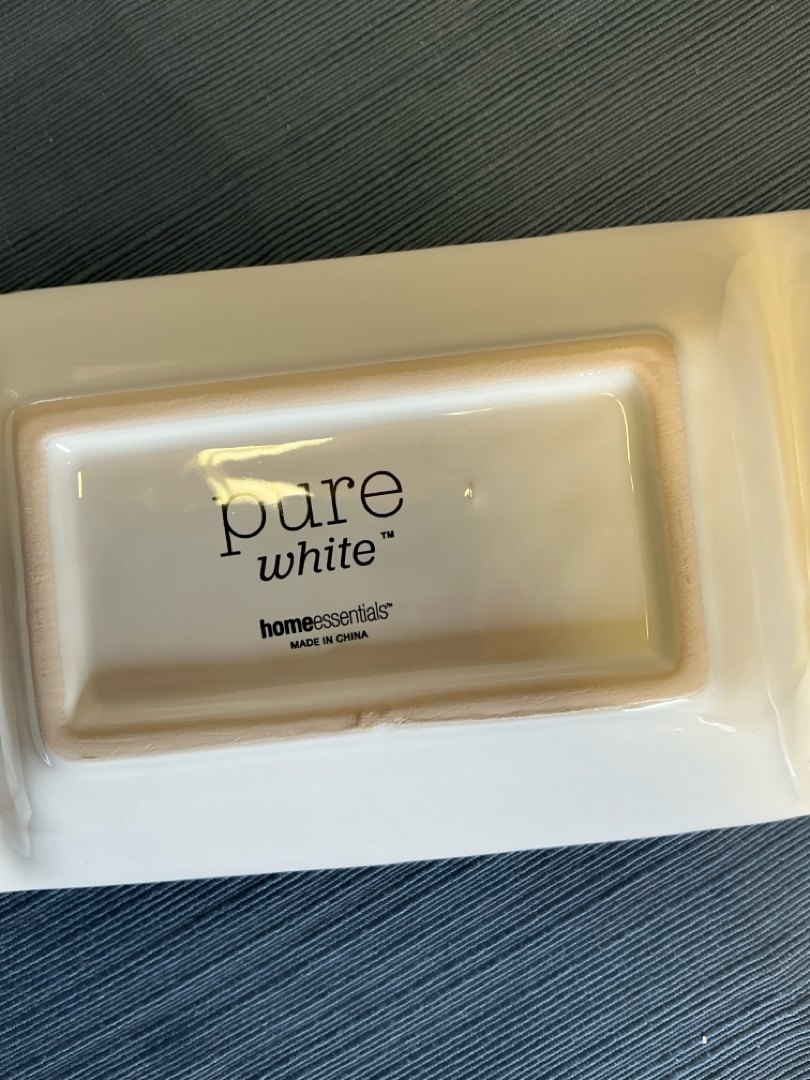 pure
white™
homeessentials™
MADE IN CHINA